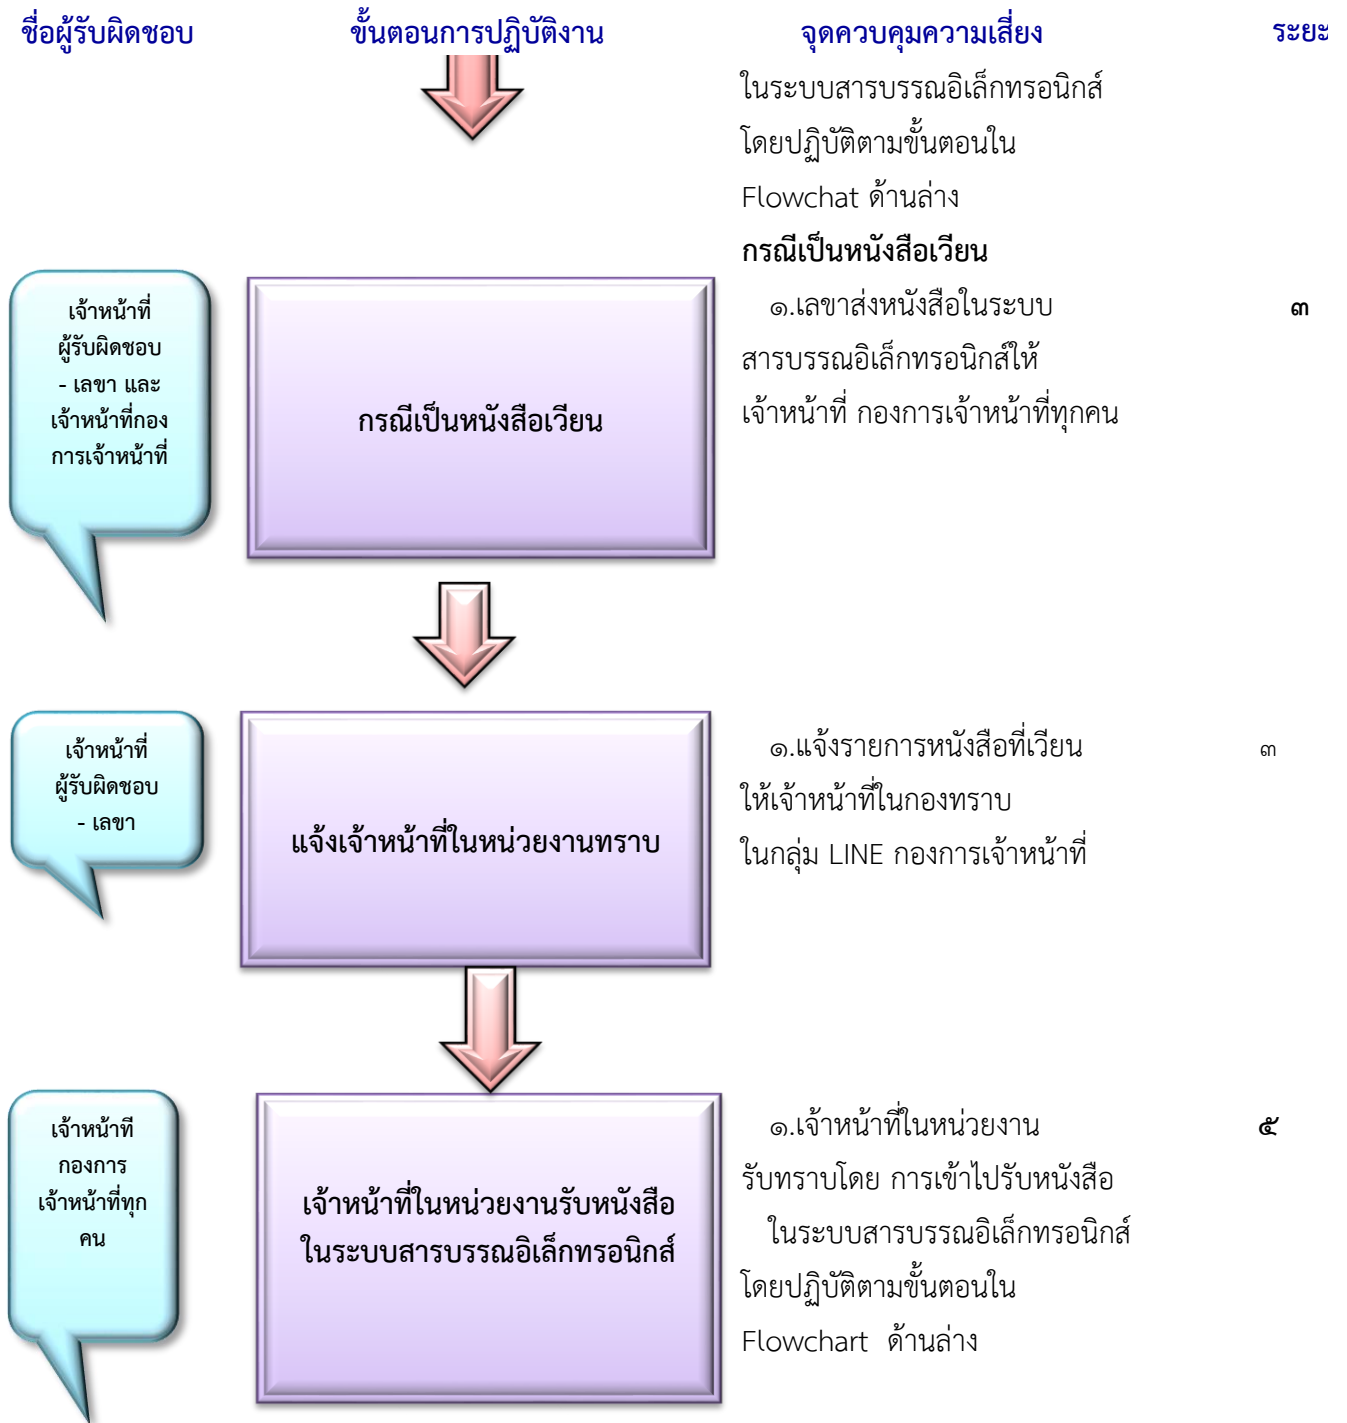 ชื่อผู้รับผิดชอบ ขั้นตอนการปฏิบัติงาน จุดควบคุมความเสี่ยง ระยะ
ในระบบสารบรรณอิเล็กทรอนิกส์
โดยปฏิบัติตามขั้นตอนใน
Flowchat ด้านล่าง
กรณีเป็นหนังสือเวียน
เจ้าหน้าที่
ผู้รับผิดชอบ
- เลขา และ
เจ้าหน้าที่กอง
การเจ้าหน้าที่
กรณีเป็นหนังสือเวียน
๑.เลขาส่งหนังสือในระบบ
สารบรรณอิเล็กทรอนิกส์ให้
เจ้าหน้าที่ กองการเจ้าหน้าที่ทุกคน
๓
เจ้าหน้าที่
ผู้รับผิดชอบ
- เลขา
แจ้งเจ้าหน้าที่ในหน่วยงานทราบ
๑.แจ้งรายการหนังสือที่เวียน
ให้เจ้าหน้าที่ในกองทราบ
ในกลุ่ม LINE กองการเจ้าหน้าที่
๓
เจ้าหน้าที
กองการ
เจ้าหน้าที่ทุก
คน
เจ้าหน้าที่ในหน่วยงานรับหนังสือ
ในระบบสารบรรณอิเล็กทรอนิกส์
๑.เจ้าหน้าที่ในหน่วยงาน
รับทราบโดย การเข้าไปรับหนังสือ
ในระบบสารบรรณอิเล็กทรอนิกส์
โดยปฏิบัติตามขั้นตอนใน
Flowchart ด้านล่าง
๕